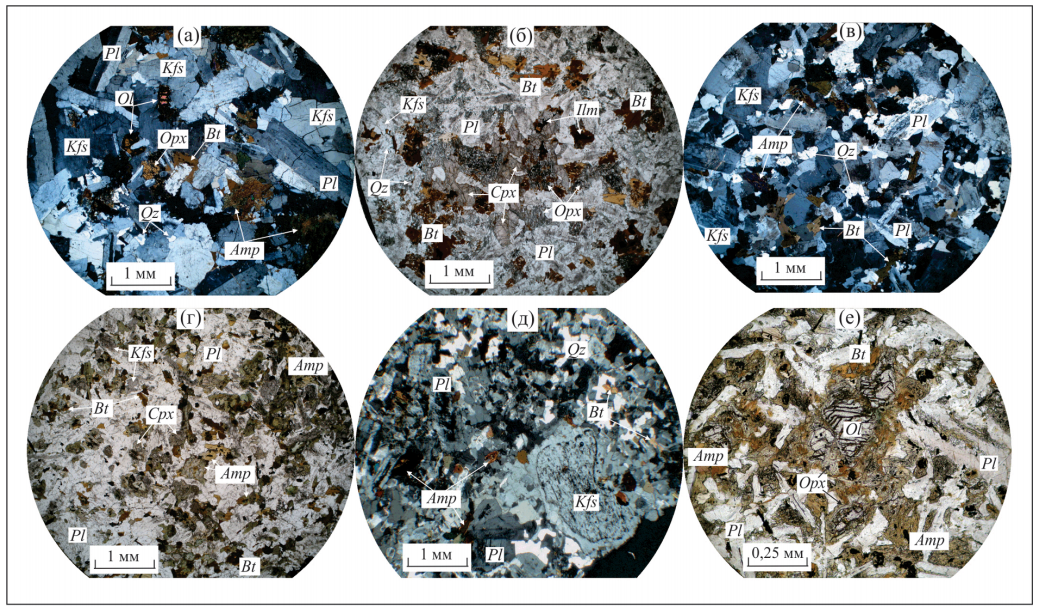 (а)
Pl
Kfs
Ol
Kfs
Kfs
Opx
Bt
Pl
Qz
Amp
1 мм
(б)
Bt
Kfs
Ilm
Bt
Pl
Qz
Cpx
Opx
Bt
Pl
1 мм
(в)
Kfs
Pl
Amp
Qz
Kfs
Bt
Pl
1 мм
(г)
Kfs
Pl
Amp
Bt
Cpx
Amp
Pl
Bt
1 мм
(д)
Qz
Pl
Bt
Amp
Kfs
Pl
1 мм
(е)
Bt
Ol
Amp
Pl
Opx
Pl
Amp
0,25 мм